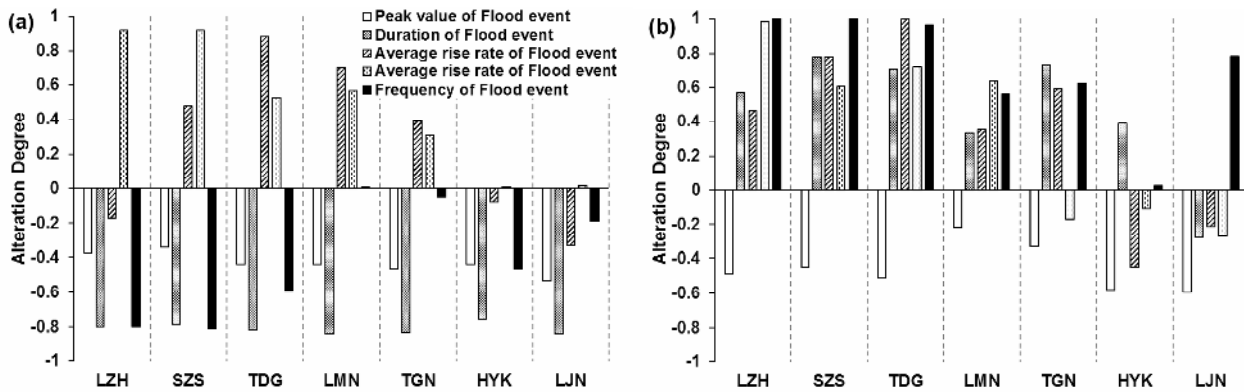 (a)
Peak value of Flood event
Duration of Flood event
Average rise rate of Flood event
Average rise rate of Flood event
Frequency of Flood event
Alteration Degree
1
0.8
0.6
0.4
0.2
0
-0.2
-0.4
-0.6
-0.8
-1
LZH SZS TDG LMN TGN HYK LJN
(b)
Alteration Degree
1
0.8
0.6
0.4
0.2
0
-0.2
-0.4
-0.6
-0.8
-1
LZH SZS TDG LMN TGN HYK LJN